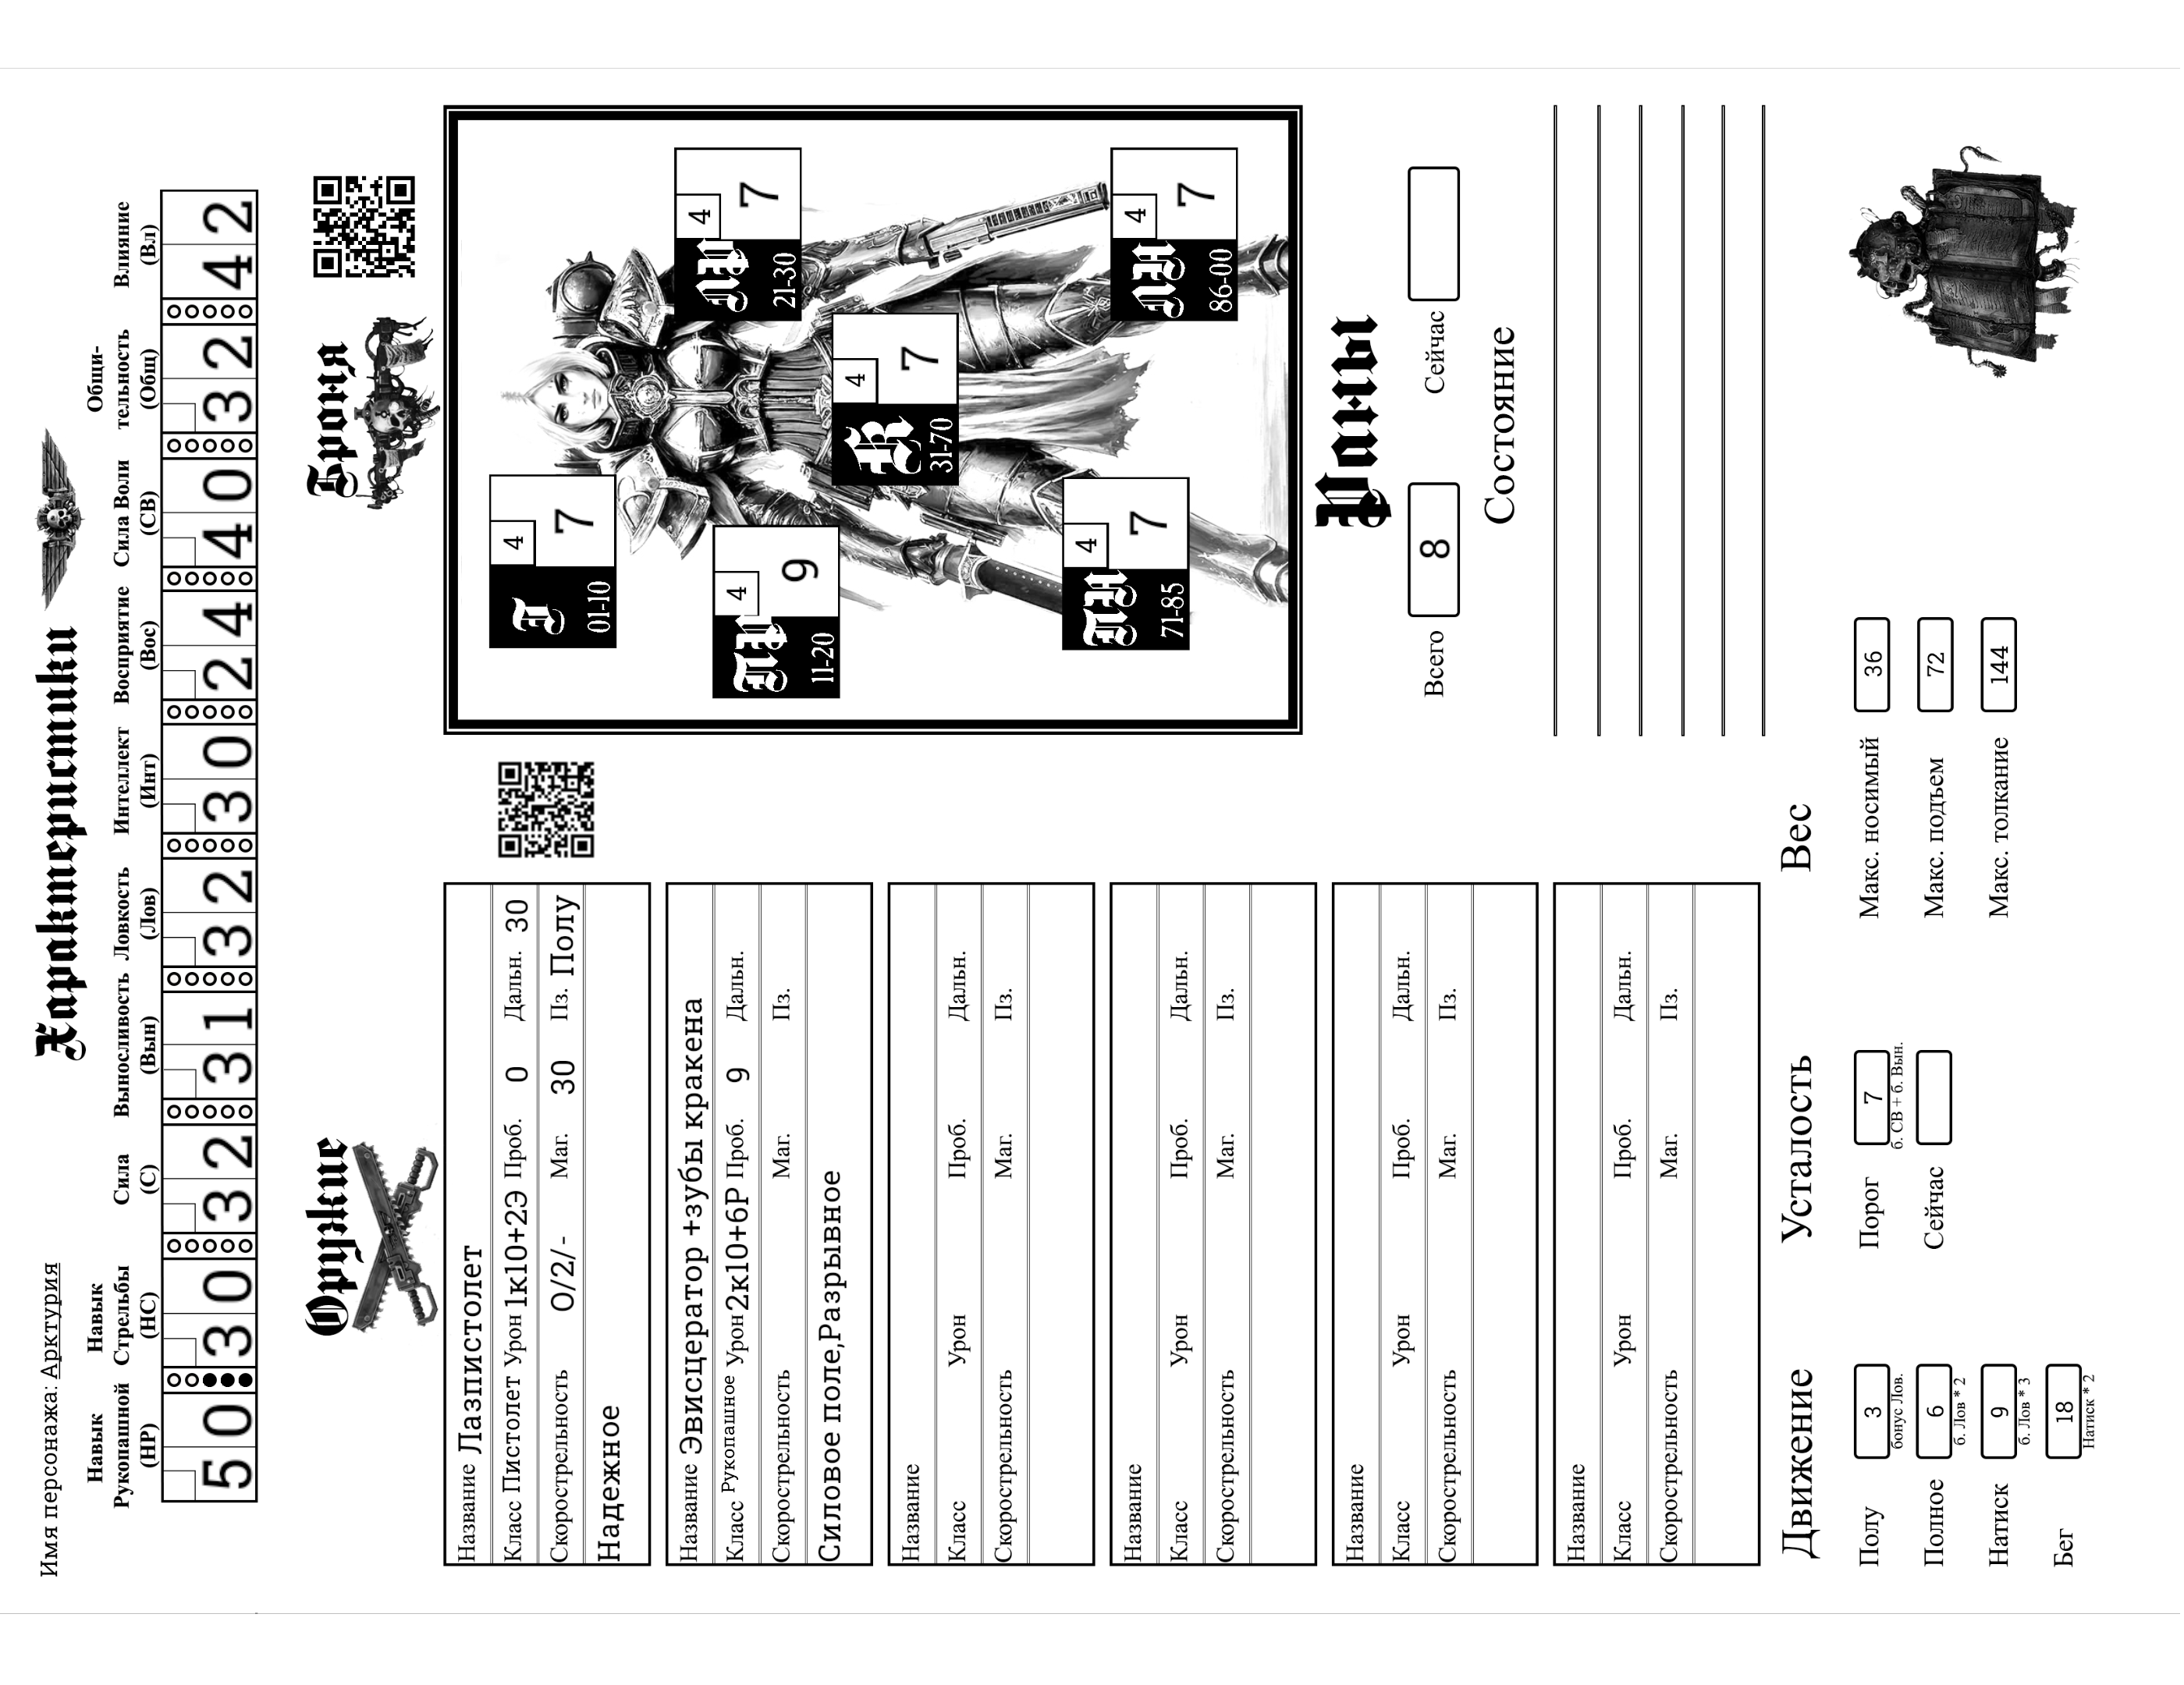 Имя персонажа: Арктурия
Характеристики
Навык Рукопашной (НР)
Навык Стрельбы (НС)
Сила (С)
Выносливость (Вын)
Ловкость (Лов)
Интеллект (Инт)
Восприятие (Вос)
Сила Воли (СВ)
Общи-
тельность (Общ)
Влияние (Вл)
50 30 32 31 32 30 24 40 32 42
Оружие
Название Лазпистолет
Класс Пистолет Урон 1к10+2Э Проб. 0 Дальн. 30
Скорострельность О/2/- Маг. 30 Пз. Полу
Надежное
Название Эвисцератор +зубы кракена
Класс Рукопашное Урон 2к10+6Р Проб. 9 Дальн.
Скорострельность Маг. Пз.
Силовое поле,Разрывное
Название
Класс Урон Проб. Дальн.
Скорострельность Маг. Пз.
Название
Класс Урон Проб. Дальн.
Скорострельность Маг. Пз.
Название
Класс Урон Проб. Дальн.
Скорострельность Маг. Пз.
Название
Класс Урон Проб. Дальн.
Скорострельность Маг. Пз.
Броня
Г 4 7
01-10
ПР 4 9
11-20
ЛР 4 7
21-30
4 7
31-70
ПН 4 7
71-85
ЛН 4 7
86-00
Раны
Всего 8 Сейчас
Состояние
Движение
Полу 3
бонус Лов.
Полное 6
б. Лов * 2
Натиск 9
б. Лов * 3
Бег 18
Натиск * 2
Усталость
Порог 7
б. СВ + б. Вын.
Сейчас
Вес
Макс. носимый 36
Макс. подъем 72
Макс. толкание 144